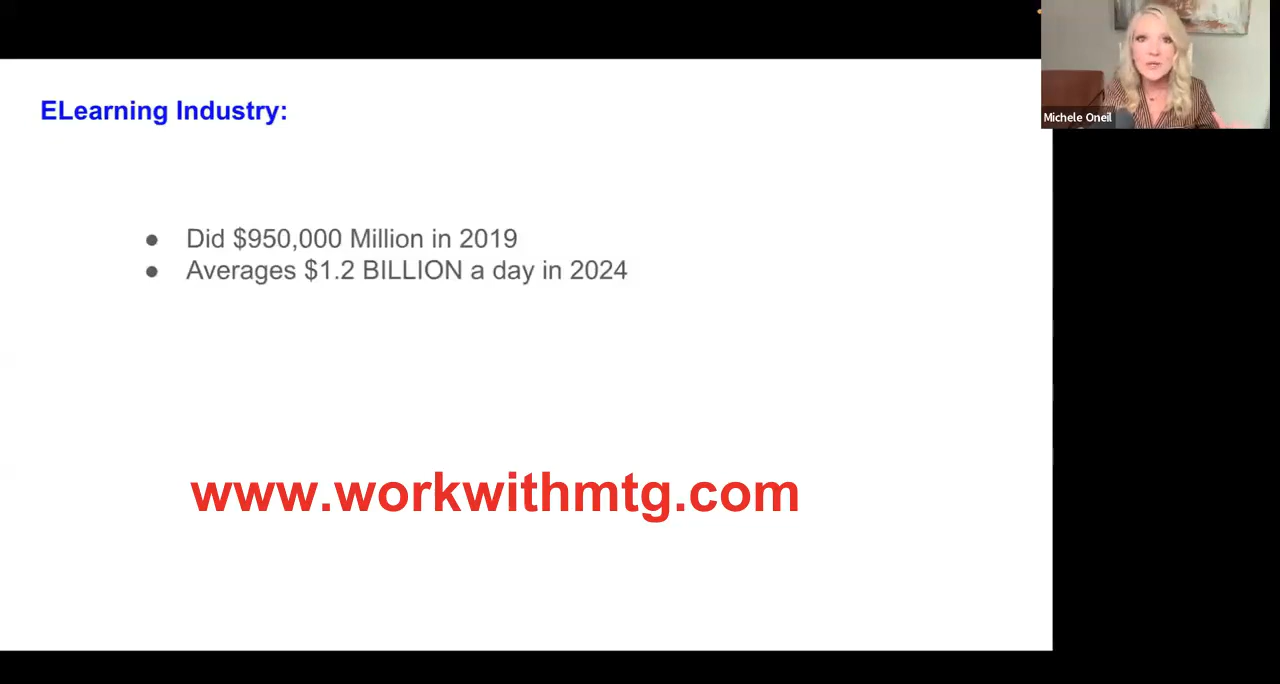 Michele Oneil
ELearning Industry:
● Did $950,000 Million in 2019
● Averages $1.2 BILLION a day in 2024
www.workwithmtg.com